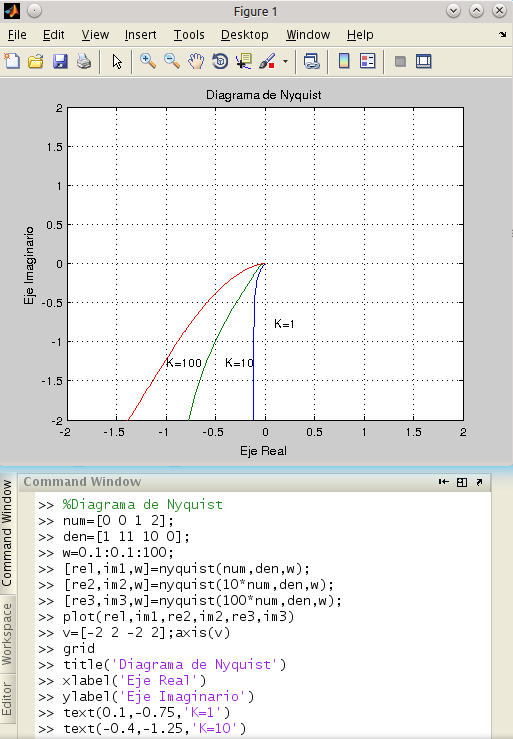 Figure 1
File Edit View Insert Tools Desktop Window Help
Diagrama de Nyquist
Eje Imaginario
2
1.5
1
0.5
0
-0.5
-1
-1.5
-2
K=1
K=100
K=10
-2 -1.5 -1 -0.5 0 0.5 1 1.5 2
Eje Real
Command Window
Workspace
Editor
Command Window
>> %Diagrama de Nyquist
>> num=[0 0 1 2];
>> den=[1 11 10 0];
>> w=0.1:0.1:100;
>> [re1,im1,w]=nyquist(num,den,w);
>> [re2,im2,w]=nyquist(10*num,den,w);
>> [re3,im3,w]=nyquist(100*num,den,w);
>> plot(re1,im1,re2,im2,re3,im3)
>> v=[-2 2 -2 2];axis(v)
>> grid
>> title('Diagrama de Nyquist')
>> xlabel('Eje Real')
>> ylabel('Eje Imaginario')
>> text(0.1,-0.75,'K=1')
>> text(-0.4,-1.25,'K=10')